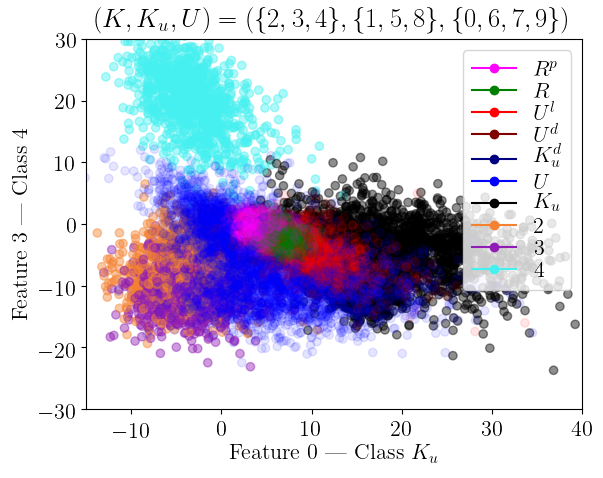 (K, K_u, U) = ({2, 3, 4}, {1, 5, 8}, {0, 6, 7, 9})
30
20
10
0
−10
−20
−30
Feature 3 — Class 4
R^p
R
U^l
U^d
K_u^d
U
K_u
2
3
4
−10
0
10
20
30
40
Feature 0 — Class K_u